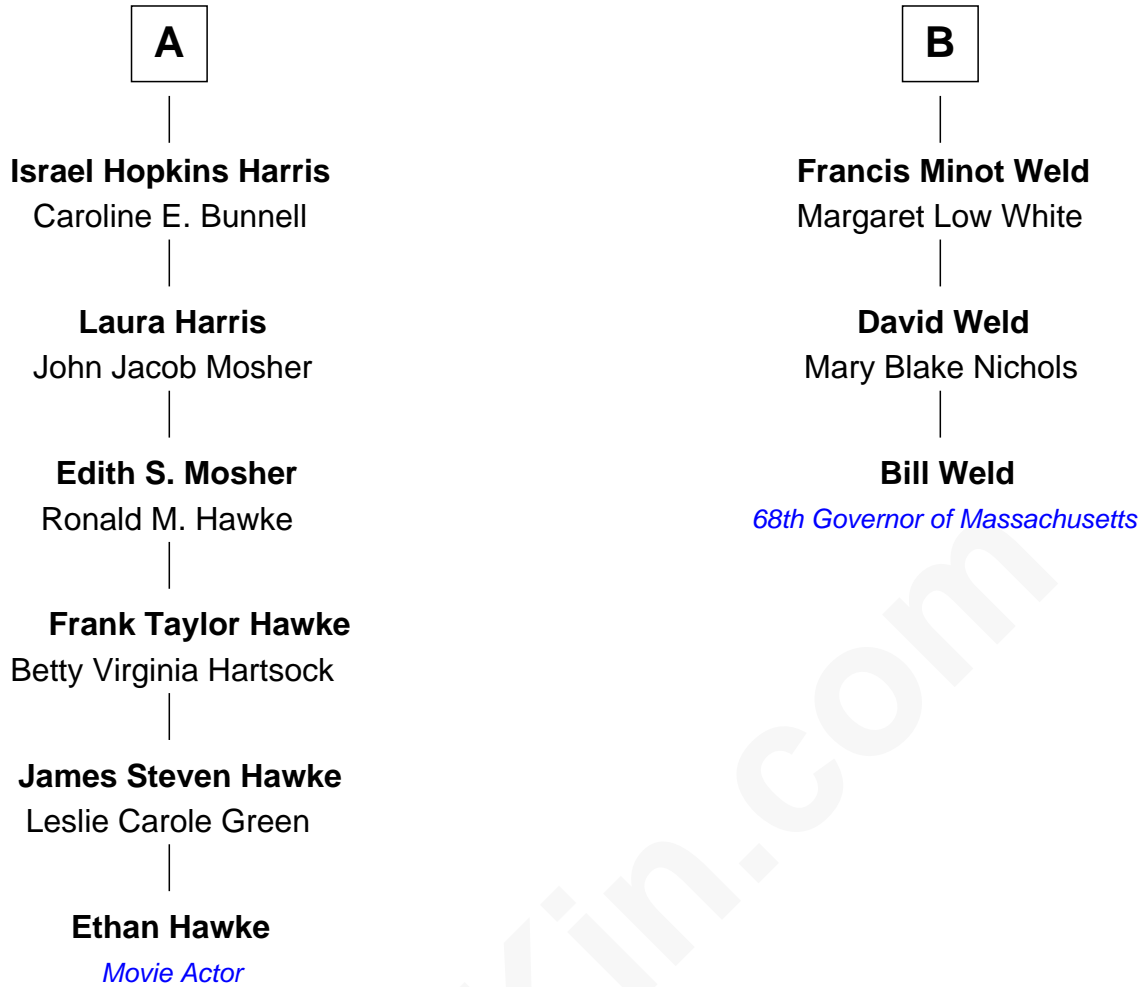 A
Israel Hopkins Harris
Caroline E. Bunnell
Laura Harris
John Jacob Mosher
Edith S. Mosher
Ronald M. Hawke
Frank Taylor Hawke
Betty Virginia Hartsock
James Steven Hawke
Leslie Carole Green
Ethan Hawke
Movie Actor
B
Francis Minot Weld
Margaret Low White
David Weld
Mary Blake Nichols
Bill Weld
68th Governor of Massachusetts
Kin.com